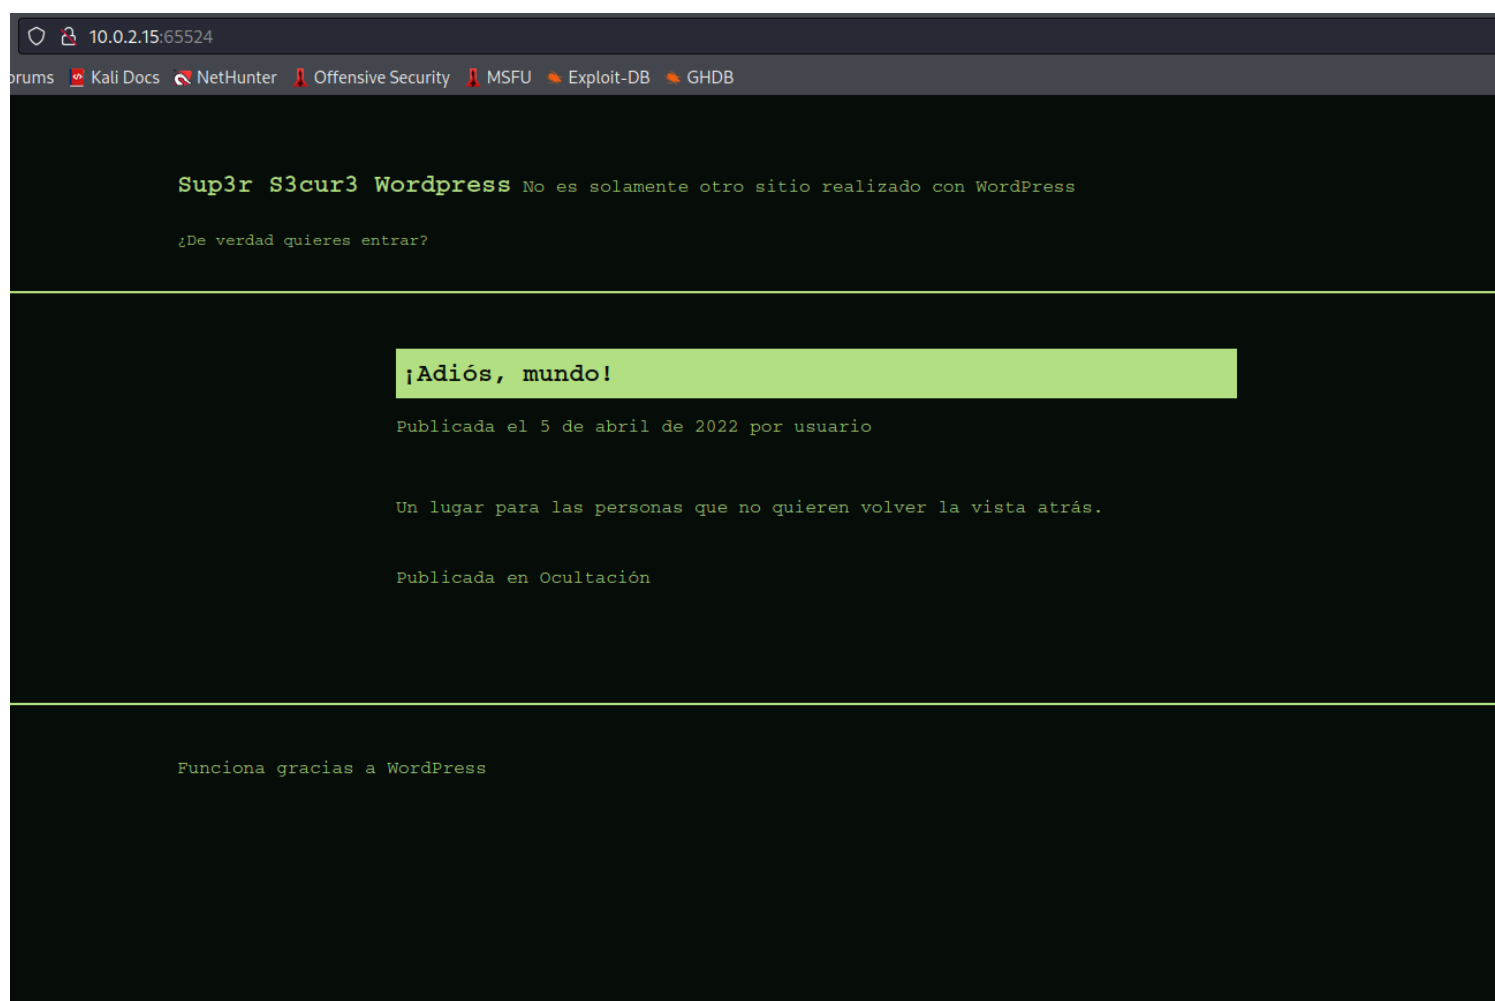 10.0.2.15:65524
orums Kali Docs NetHunter Offensive Security MSFU Exploit-DB GHDB
Sup3r S3cur3 Wordpress No es solamente otro sitio realizado con WordPress
¿De verdad quieres entrar?
¡Adiós, mundo!
Publicada el 5 de abril de 2022 por usuario
Un lugar para las personas que no quieren volver la vista atrás.
Publicada en Ocultación
Funciona gracias a WordPress